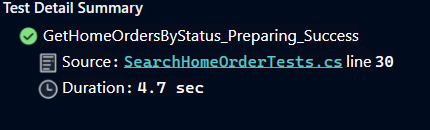 Test Detail Summary
GetHomeOrdersByStatus_Preparing_Success
Source: SearchHomeOrderTests.cs line 30
Duration: 4.7 sec